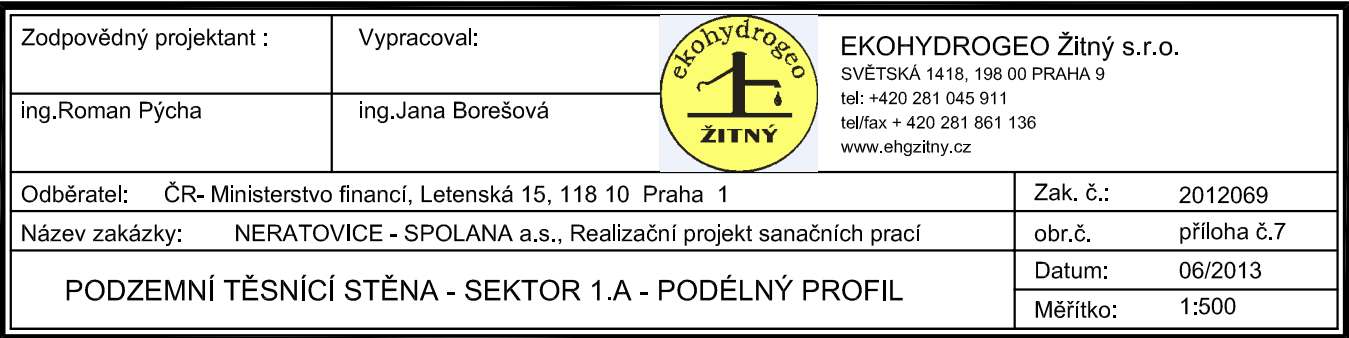 Zodpovědný projektant :
Vypracoval:
ing.Roman Pýcha
ing.Jana Borešová
ekohydrogeo
ŽITNÝ
EKOHYDROGEO Žitný s.r.o.
SVĚTSKÁ 1418, 198 00 PRAHA 9
tel: +420 281 045 911
tel/fax + 420 281 861 136
www.ehgzitny.cz
Odběratel: ČR- Ministerstvo financí, Letenská 15, 118 10 Praha 1
Zak. č.: 2012069
Název zakázky: NERATOVICE - SPOLANA a.s., Realizační projekt sanačních prací
obr.č. příloha č.7
PODZEMNÍ TĚSNÍCÍ STĚNA - SEKTOR 1.A - PODÉLNÝ PROFIL
Datum: 06/2013
Měřítko: 1:500